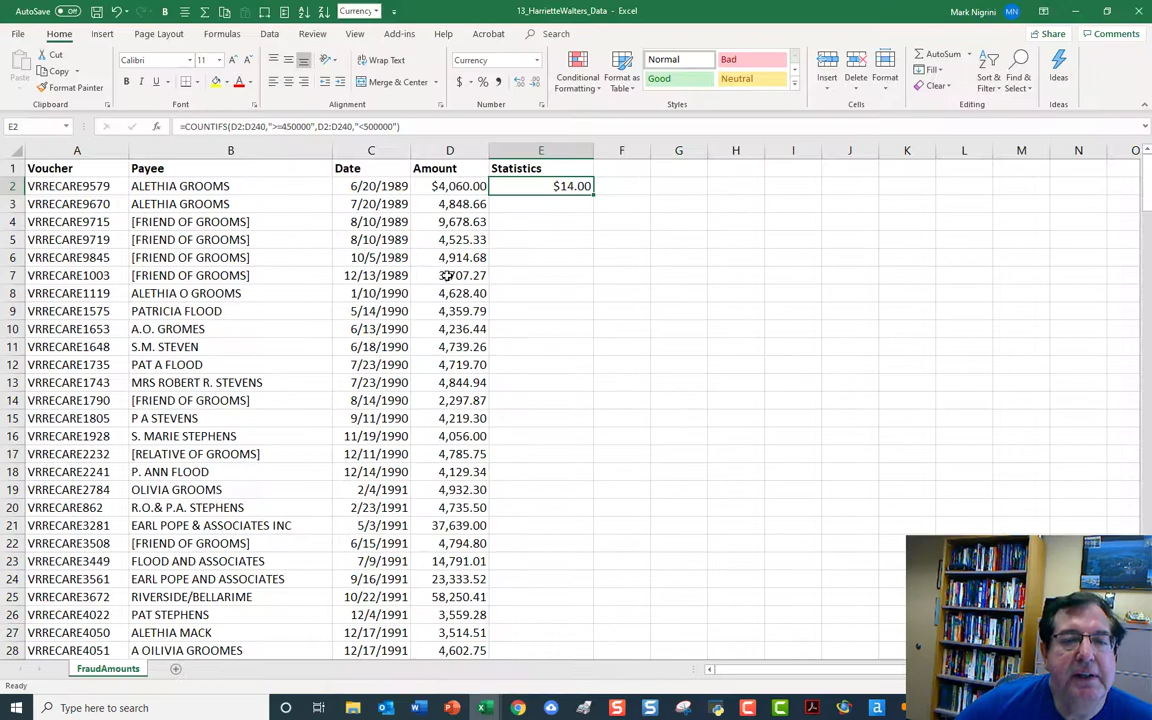 AutoSave Off Currency 13_HarrietteWalters_Data - Excel Mark Nigrini MN
File Home Insert Page Layout Formulas Data Review View Add-ins Help Acrobat Search Share Comments
Paste Cut Copy Format Painter Clipboard
Calibri 11 B I U Font
Wrap Text Merge & Center Alignment
Currency $ % Number
Conditional Formatting Format as Table
Normal Bad Good Neutral Styles
Insert Delete Format Cells
AutoSum Fill Clear Sort & Filter Find & Select Editing
Ideas Ideas
E2 fx =COUNTIFS(D2:D240,">=450000",D2:D240,"<500000")
A B C D E F G H I J K L M N O
1 Voucher Payee Date Amount Statistics
2 VRRECARE9579 ALETHIA GROOMS 6/20/1989 $4,060.00 $14.00
3 VRRECARE9670 ALETHIA GROOMS 7/20/1989 4,848.66
4 VRRECARE9715 [FRIEND OF GROOMS] 8/10/1989 9,678.63
5 VRRECARE9719 [FRIEND OF GROOMS] 8/10/1989 4,525.33
6 VRRECARE9845 [FRIEND OF GROOMS] 10/5/1989 4,914.68
7 VRRECARE1003 [FRIEND OF GROOMS] 12/13/1989 3,707.27
8 VRRECARE1119 ALETHIA O GROOMS 1/10/1990 4,628.40
9 VRRECARE1575 PATRICIA FLOOD 5/14/1990 4,359.79
10 VRRECARE1653 A.O. GROMES 6/13/1990 4,236.44
11 VRRECARE1648 S.M. STEVEN 6/18/1990 4,739.26
12 VRRECARE1735 PAT A FLOOD 7/23/1990 4,719.70
13 VRRECARE1743 MRS ROBERT R. STEVENS 7/23/1990 4,844.94
14 VRRECARE1790 [FRIEND OF GROOMS] 8/14/1990 2,297.87
15 VRRECARE1805 P A STEVENS 9/11/1990 4,219.30
16 VRRECARE1928 S. MARIE STEPHENS 11/19/1990 4,056.00
17 VRRECARE2232 [RELATIVE OF GROOMS] 12/11/1990 4,785.75
18 VRRECARE2241 P. ANN FLOOD 12/14/1990 4,129.34
19 VRRECARE2784 OLIVIA GROOMS 2/4/1991 4,932.30
20 VRRECARE862 R.O.& P.A. STEPHENS 2/23/1991 4,735.50
21 VRRECARE3281 EARL POPE & ASSOCIATES INC 5/3/1991 37,639.00
22 VRRECARE3508 [FRIEND OF GROOMS] 6/15/1991 4,794.80
23 VRRECARE3449 FLOOD AND ASSOCIATES 7/9/1991 14,791.01
24 VRRECARE3561 EARL POPE AND ASSOCIATES 9/16/1991 23,333.52
25 VRRECARE3672 RIVERSIDE/BELLARIME 10/22/1991 58,250.41
26 VRRECARE4022 PAT STEPHENS 12/4/1991 3,559.28
27 VRRECARE4050 ALETHIA MACK 12/17/1991 3,514.51
28 VRRECARE4051 A OILIVIA GROOMES 12/17/1991 4,602.75
FraudAmounts
Ready
Type here to search